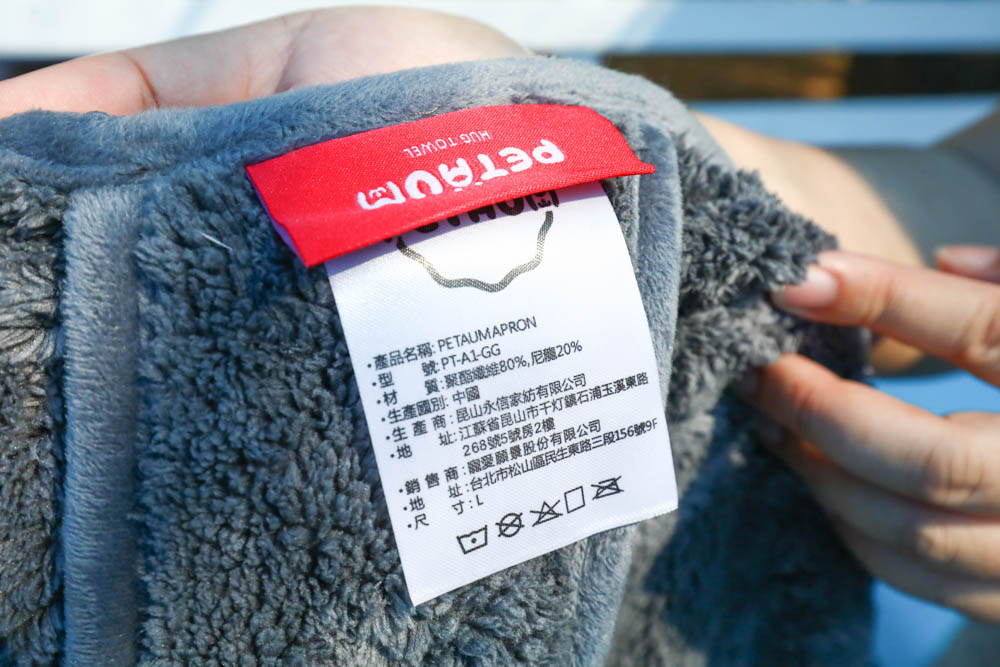 PETAUM
HUG TOWEL
·產品名稱: PETAUMAPRON
·型 號: PT-A1-GG
·材 質: 聚酯纖維80%,尼龍20%
·生產國別: 中國
·生 產 商: 昆山永信家紡有限公司
·地 址: 江蘇省昆山市千灯鎮石浦玉溪東路
268號5號房2樓
·銷 售 商: 寵愛願景股份有限公司
·地 址: 台北市松山區民生東路三段156號9F
·尺 寸: L